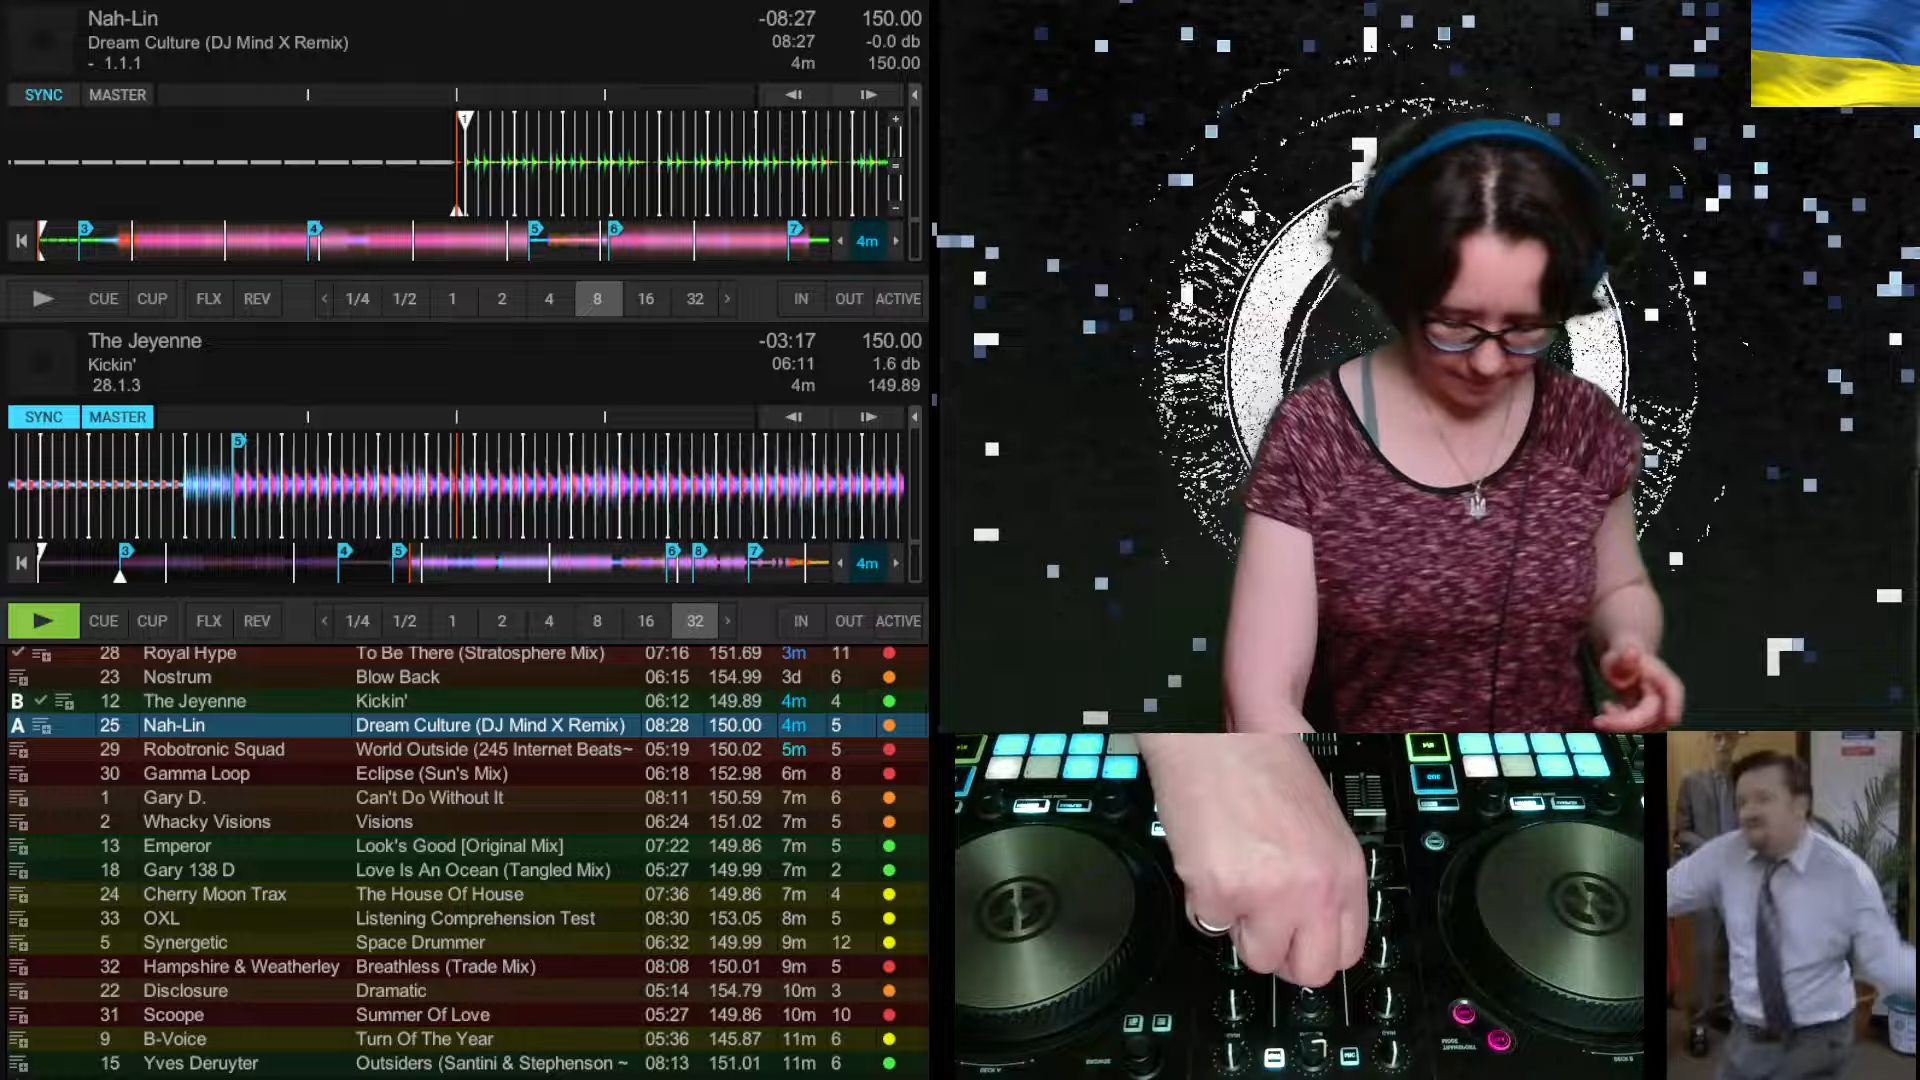 Nah-Lin -08:27 150.00
Dream Culture (DJ Mind X Remix) 08:27 -0.0 db
- 1.1.1 4m 150.00
SYNC MASTER
1
+
=
−
3 4 5 6 7 4m
CUE CUP FLX REV 1/4 1/2 1 2 4 8 16 32 IN OUT ACTIVE
The Jeyenne -03:17 150.00
Kickin' 06:11 1.6 db
28.1.3 4m 149.89
SYNC MASTER
5
3 4 5 6 8 7 4m
CUE CUP FLX REV 1/4 1/2 1 2 4 8 16 32 IN OUT ACTIVE
28 Royal Hype To Be There (Stratosphere Mix) 07:16 151.69 3m 11
23 Nostrum Blow Back 06:15 154.99 3d 6
B 12 The Jeyenne Kickin' 06:12 149.89 4m 4
A 25 Nah-Lin Dream Culture (DJ Mind X Remix) 08:28 150.00 4m 5
29 Robotronic Squad World Outside (245 Internet Beats~ 05:19 150.02 5m 5
30 Gamma Loop Eclipse (Sun's Mix) 06:18 152.98 6m 8
1 Gary D. Can't Do Without It 08:11 150.59 7m 6
2 Whacky Visions Visions 06:24 151.02 7m 5
13 Emperor Look's Good [Original Mix] 07:22 149.86 7m 5
18 Gary 138 D Love Is An Ocean (Tangled Mix) 05:27 149.99 7m 2
24 Cherry Moon Trax The House Of House 07:36 149.86 7m 4
33 OXL Listening Comprehension Test 08:30 153.05 8m 5
5 Synergetic Space Drummer 06:32 149.99 9m 12
32 Hampshire & Weatherley Breathless (Trade Mix) 08:08 150.01 9m 5
22 Disclosure Dramatic 05:14 154.79 10m 3
31 Scoope Summer Of Love 05:27 149.86 10m 10
9 B-Voice Turn Of The Year 05:36 145.87 11m 6
15 Yves Deruyter Outsiders (Santini & Stephenson ~ 08:13 151.01 11m 6